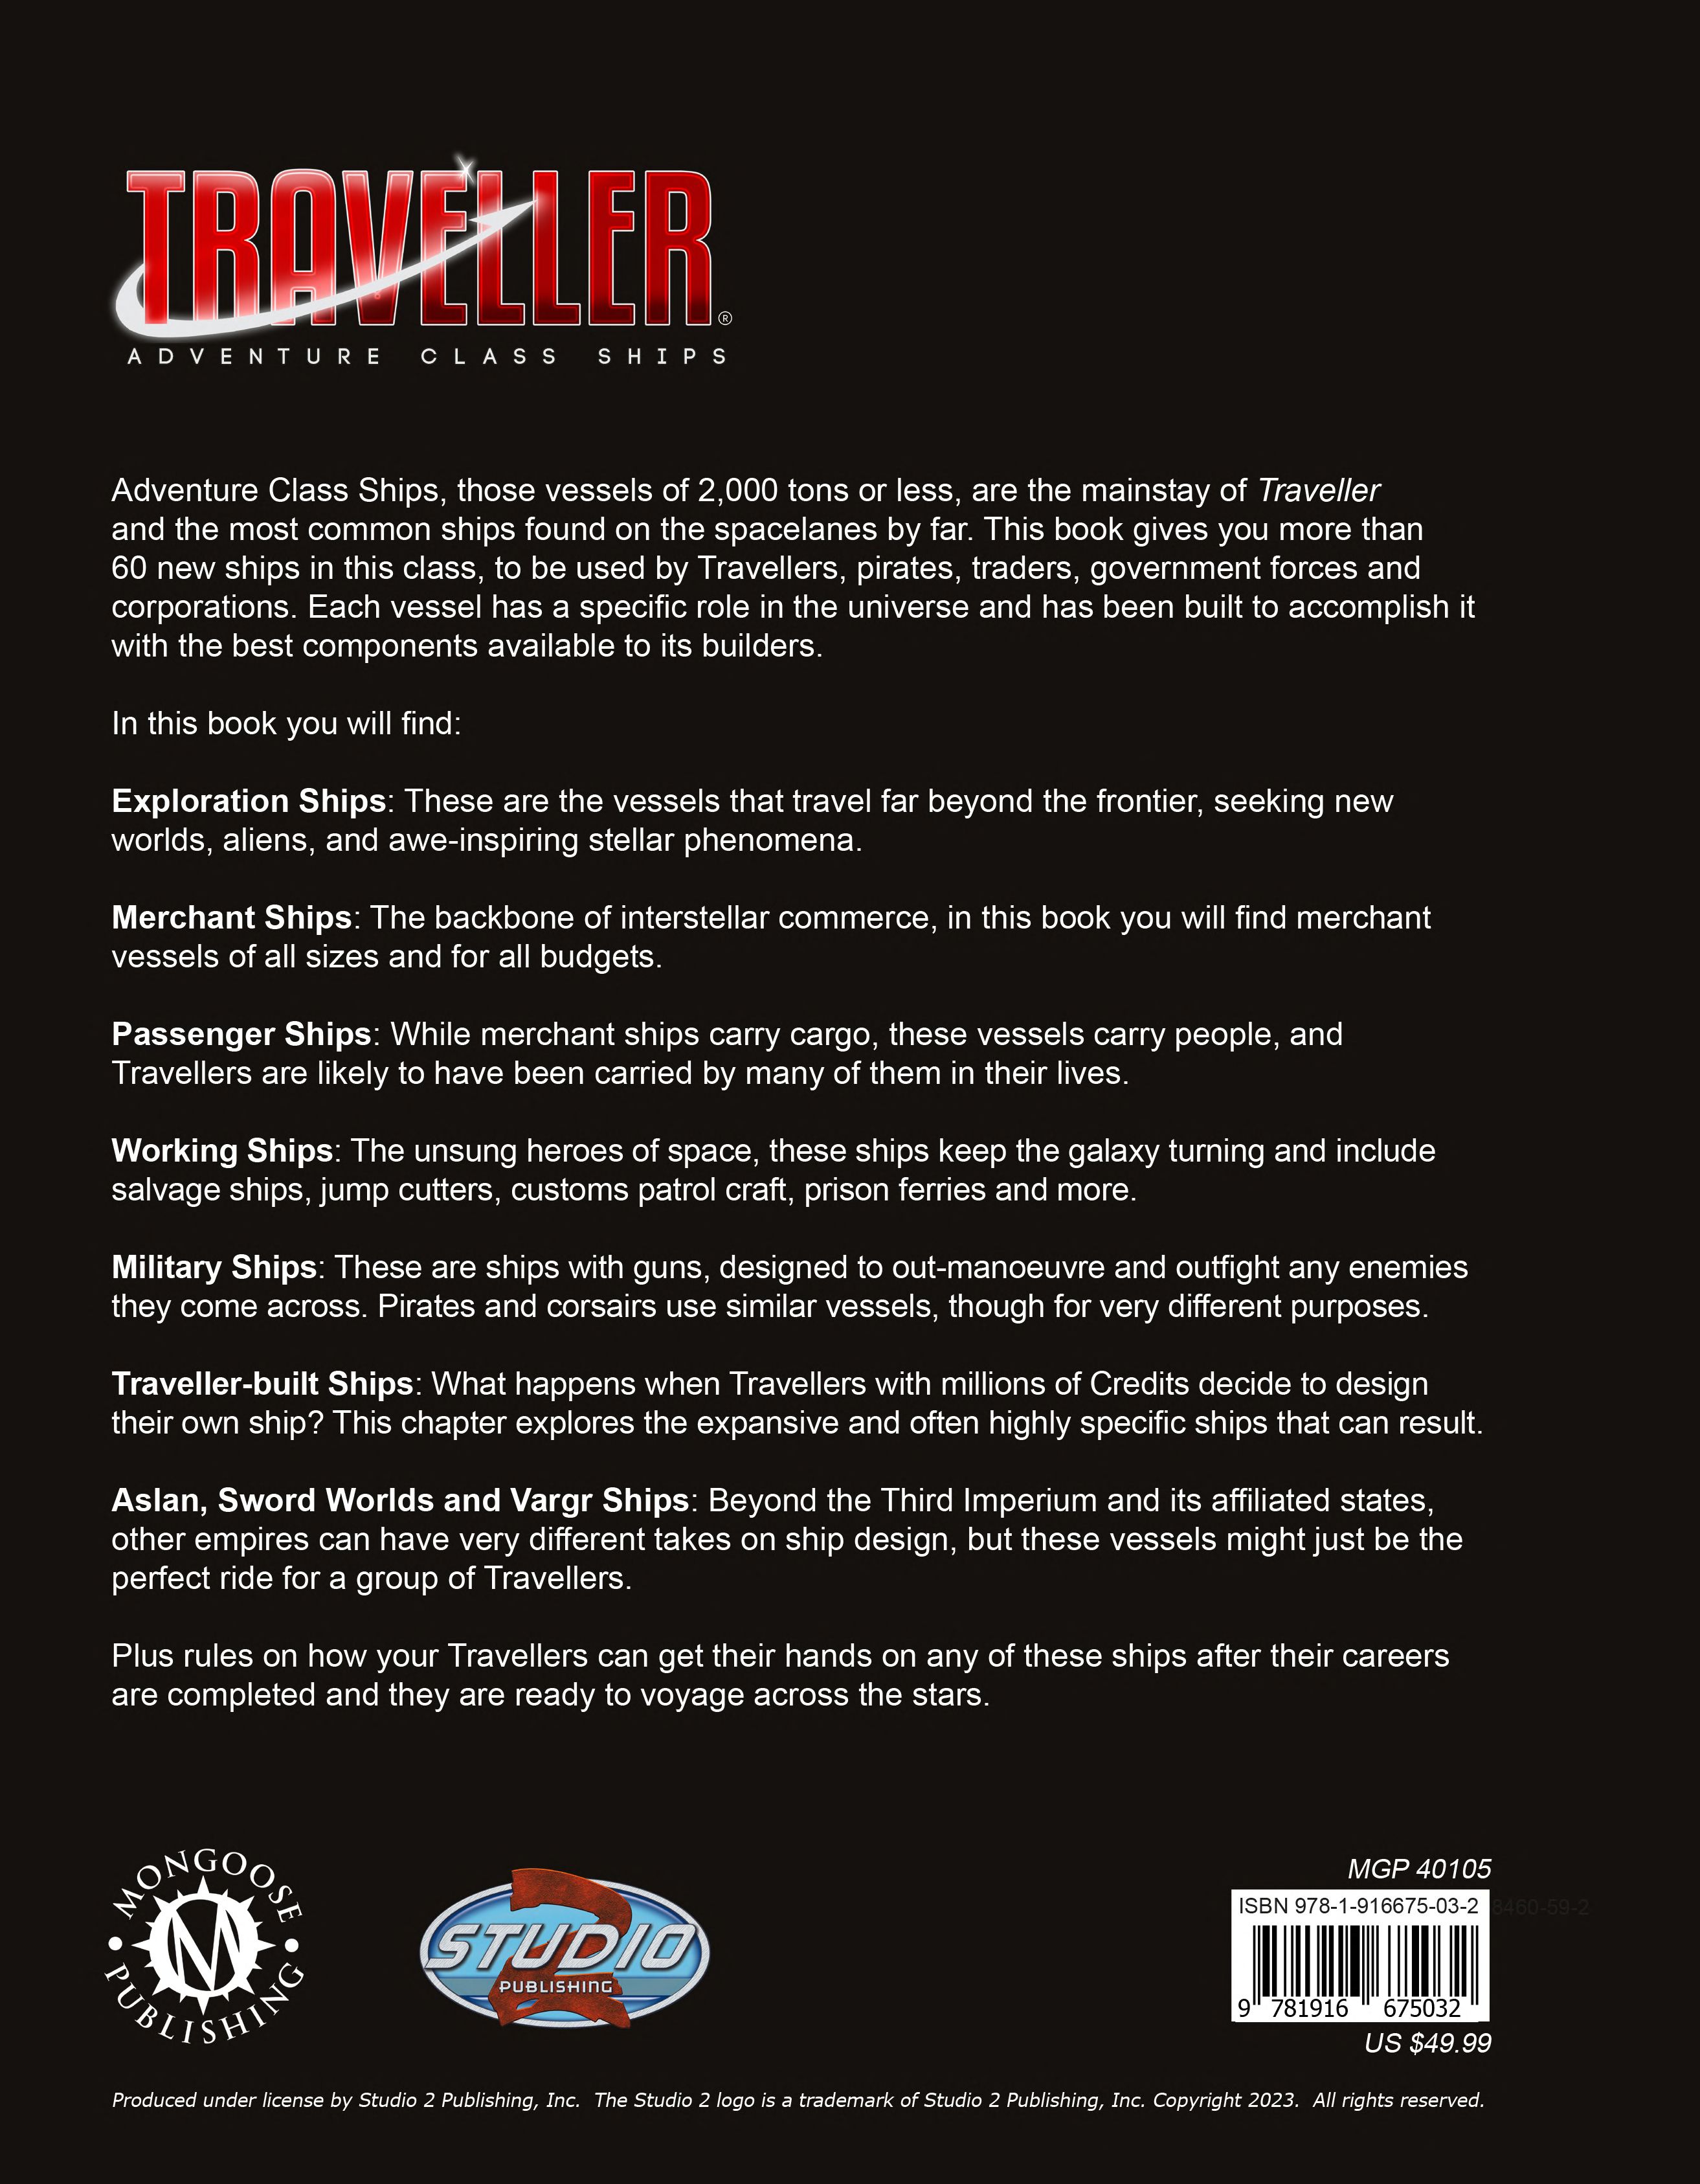 TRAVELLER®
ADVENTURE CLASS SHIPS
Adventure Class Ships, those vessels of 2,000 tons or less, are the mainstay of Traveller
and the most common ships found on the spacelanes by far. This book gives you more than
60 new ships in this class, to be used by Travellers, pirates, traders, government forces and
corporations. Each vessel has a specific role in the universe and has been built to accomplish it
with the best components available to its builders.
In this book you will find:
Exploration Ships: These are the vessels that travel far beyond the frontier, seeking new
worlds, aliens, and awe-inspiring stellar phenomena.
Merchant Ships: The backbone of interstellar commerce, in this book you will find merchant
vessels of all sizes and for all budgets.
Passenger Ships: While merchant ships carry cargo, these vessels carry people, and
Travellers are likely to have been carried by many of them in their lives.
Working Ships: The unsung heroes of space, these ships keep the galaxy turning and include
salvage ships, jump cutters, customs patrol craft, prison ferries and more.
Military Ships: These are ships with guns, designed to out-manoeuvre and outfight any enemies
they come across. Pirates and corsairs use similar vessels, though for very different purposes.
Traveller-built Ships: What happens when Travellers with millions of Credits decide to design
their own ship? This chapter explores the expansive and often highly specific ships that can result.
Aslan, Sword Worlds and Vargr Ships: Beyond the Third Imperium and its affiliated states,
other empires can have very different takes on ship design, but these vessels might just be the
perfect ride for a group of Travellers.
Plus rules on how your Travellers can get their hands on any of these ships after their careers
are completed and they are ready to voyage across the stars.
MONGOOSE
M
PUBLISHING
STUDIO
2
PUBLISHING
MGP 40105
ISBN 978-1-916675-03-2 8460-59-2
9 781916 675032
US $49.99
Produced under license by Studio 2 Publishing, Inc. The Studio 2 logo is a trademark of Studio 2 Publishing, Inc. Copyright 2023. All rights reserved.